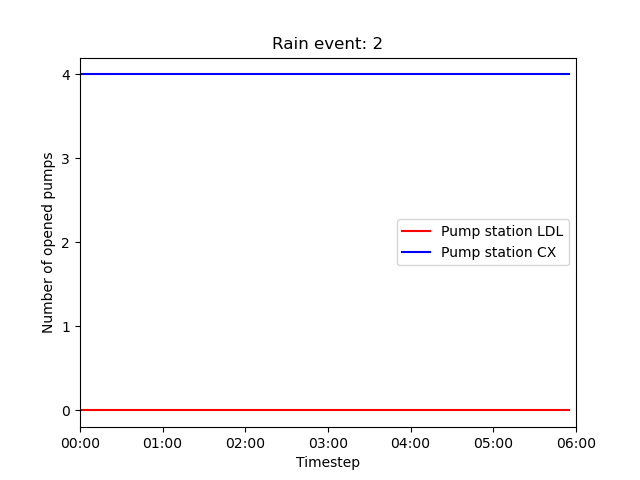 Rain event: 2
4
3
2
1
0
Number of opened pumps
Pump station LDL
Pump station CX
00:00 01:00 02:00 03:00 04:00 05:00 06:00
Timestep